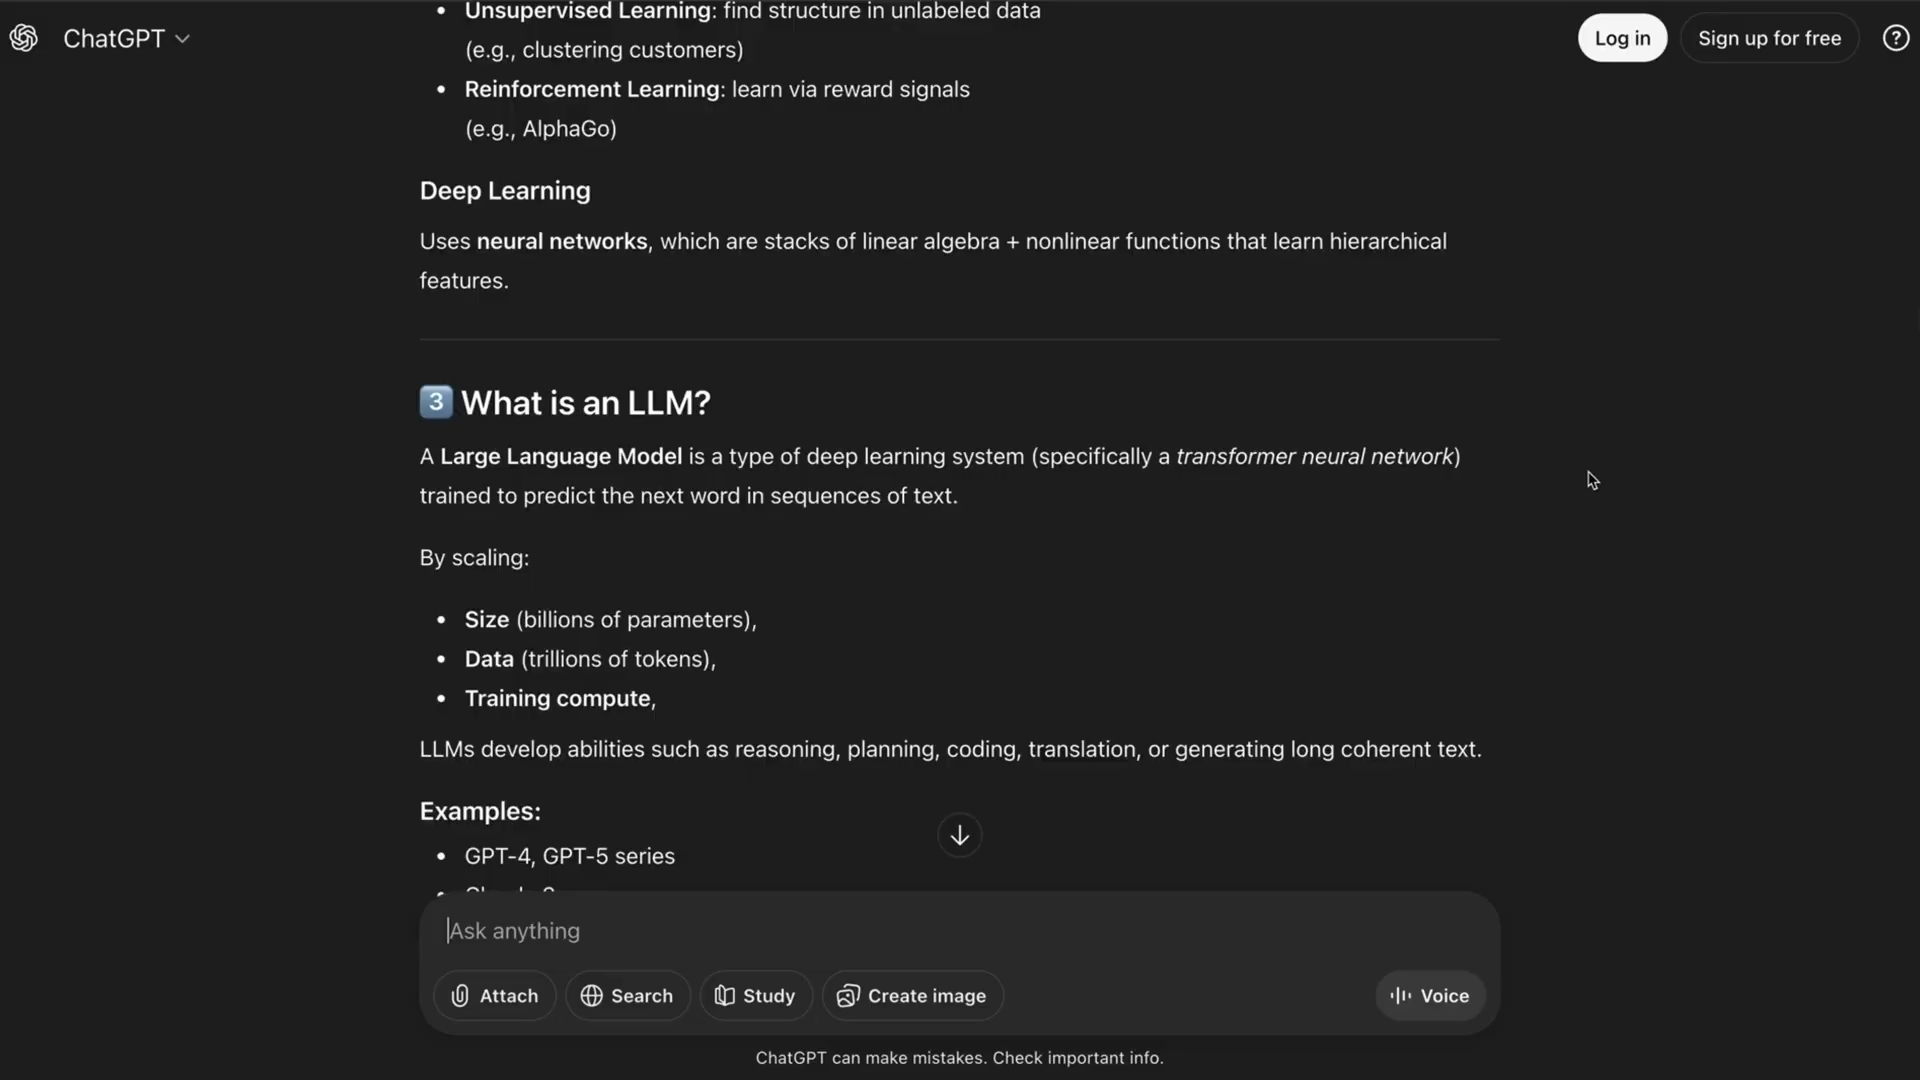 ChatGPT
Log in
Sign up for free
Unsupervised Learning: find structure in unlabeled data
(e.g., clustering customers)
Reinforcement Learning: learn via reward signals
(e.g., AlphaGo)
Deep Learning
Uses neural networks, which are stacks of linear algebra + nonlinear functions that learn hierarchical
features.
3 What is an LLM?
A Large Language Model is a type of deep learning system (specifically a transformer neural network)
trained to predict the next word in sequences of text.
By scaling:
Size (billions of parameters),
Data (trillions of tokens),
Training compute,
LLMs develop abilities such as reasoning, planning, coding, translation, or generating long coherent text.
Examples:
GPT-4, GPT-5 series
Ask anything
Attach
Search
Study
Create image
Voice
ChatGPT can make mistakes. Check important info.